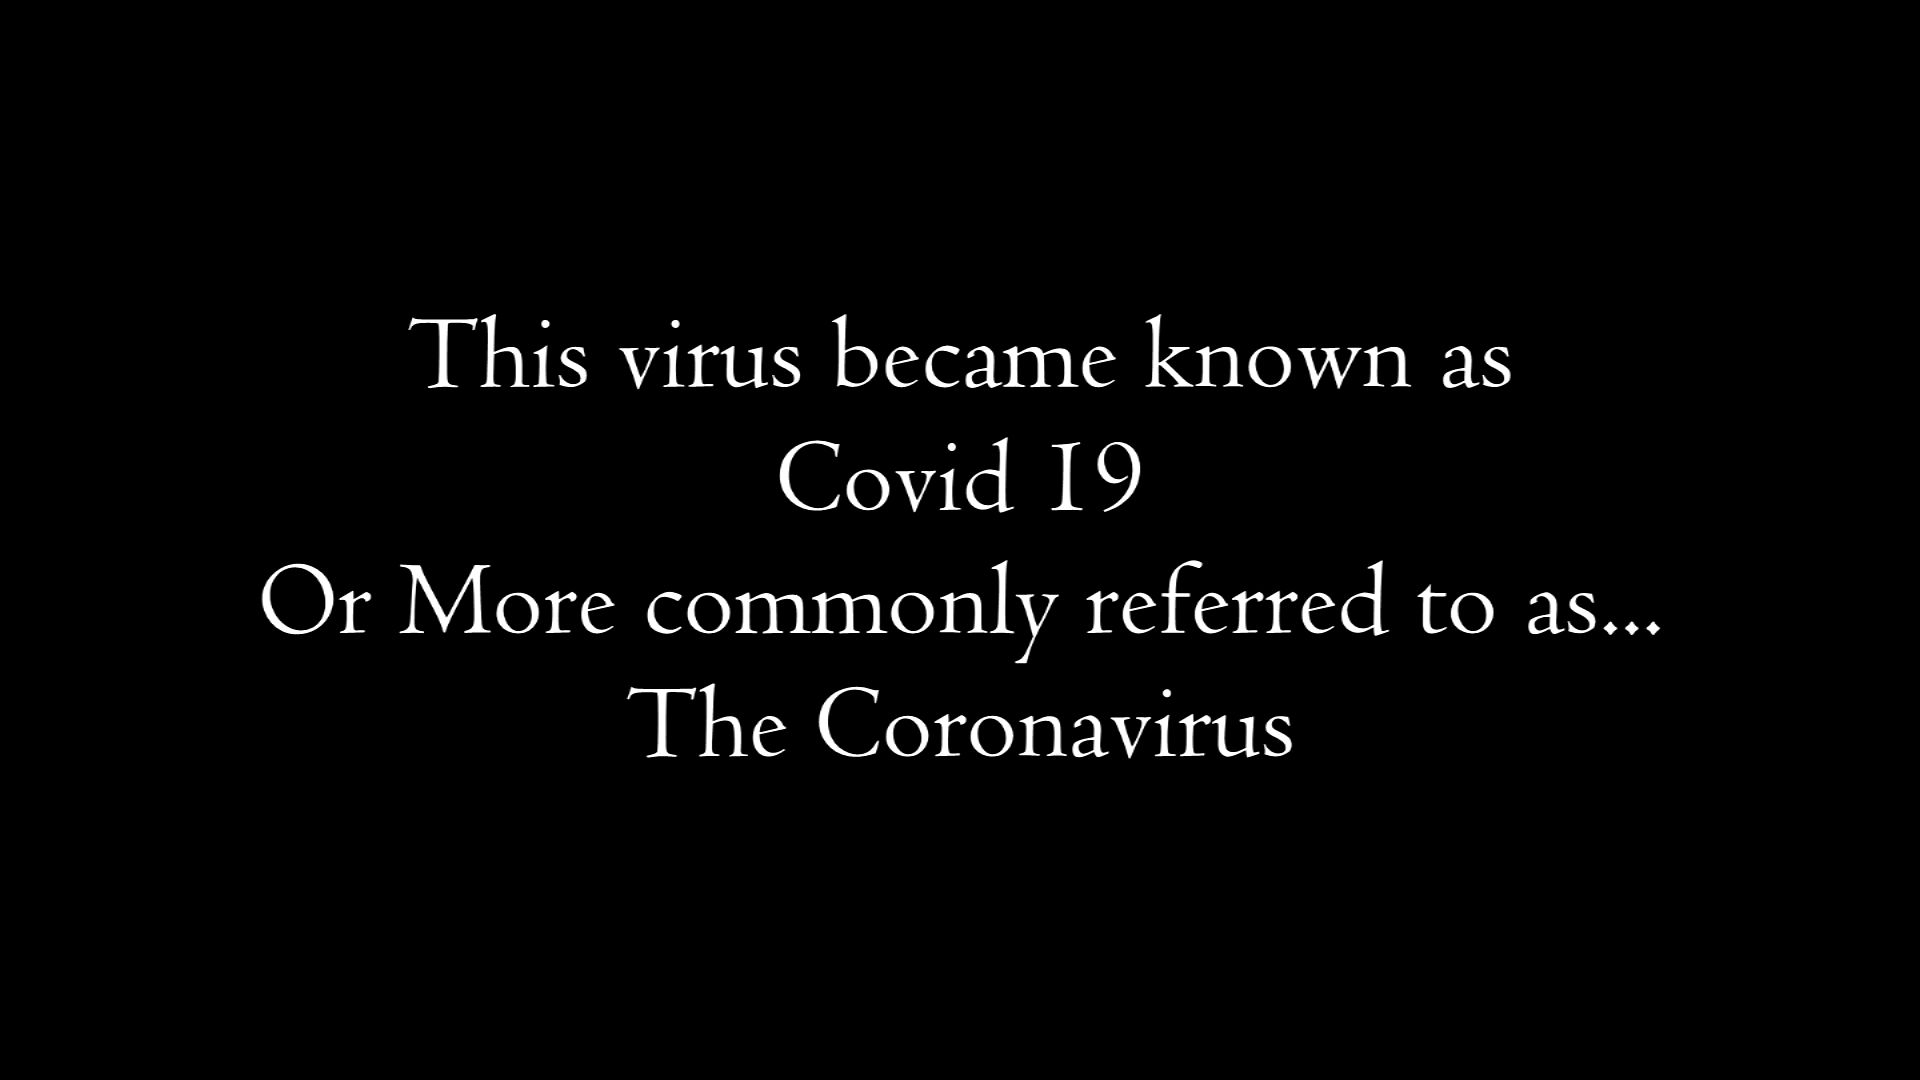 This virus became known as
Covid 19
Or More commonly referred to as...
The Coronavirus